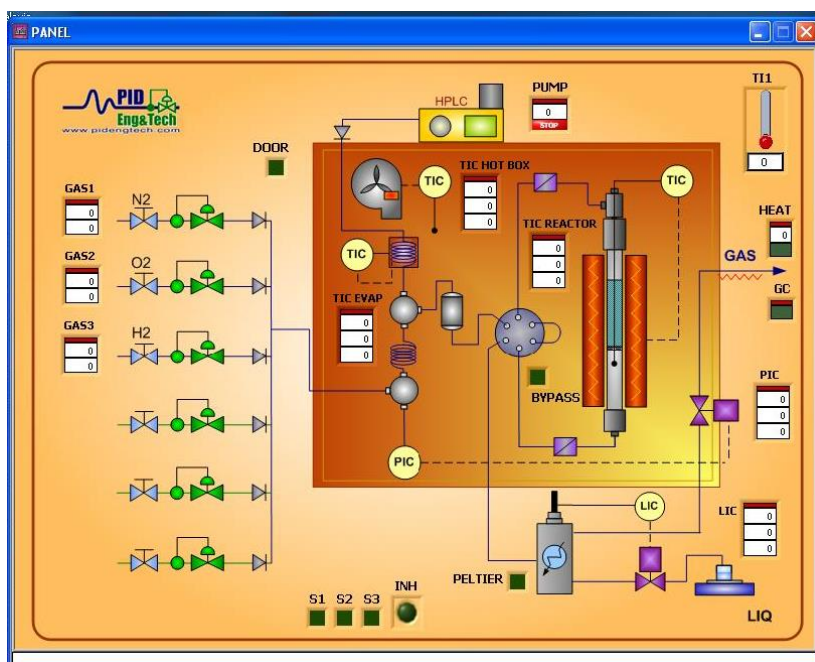 PANEL
PID
Eng&Tech
www.pidengtech.com
DOOR
HPLC
PUMP
0
STOP
TI1
0
GAS1
0
0
N2
GAS2
0
0
O2
GAS3
0
0
H2
TIC
TIC HOT BOX
0
0
0
TIC
TIC
TIC REACTOR
0
0
0
TIC EVAP
0
0
0
HEAT
0
GAS
GC
BYPASS
PIC
0
0
0
PIC
LIC
LIC
0
0
0
PELTIER
S1 S2 S3
INH
LIQ